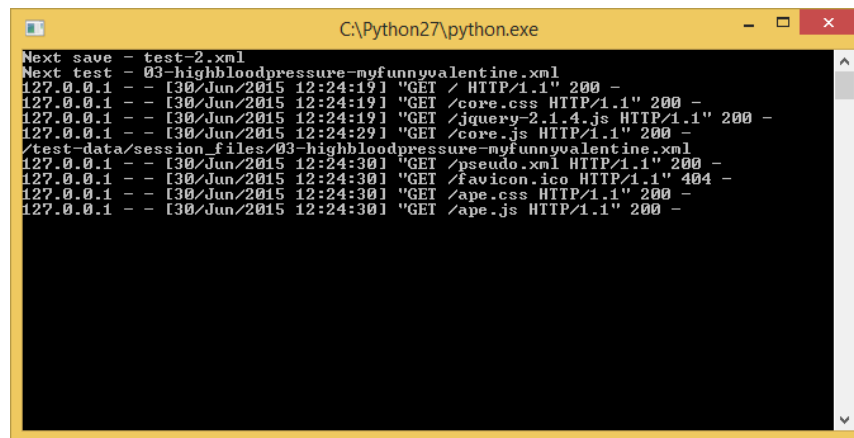 C:\Python27\python.exe
Next save - test-2.xml
Next test - 03-highbloodpressure-myfunnyvalentine.xml
127.0.0.1 - - [30/Jun/2015 12:24:19] "GET / HTTP/1.1" 200 -
127.0.0.1 - - [30/Jun/2015 12:24:19] "GET /core.css HTTP/1.1" 200 -
127.0.0.1 - - [30/Jun/2015 12:24:19] "GET /jquery-2.1.4.js HTTP/1.1" 200 -
127.0.0.1 - - [30/Jun/2015 12:24:29] "GET /core.js HTTP/1.1" 200 -
/test-data/session_files/03-highbloodpressure-myfunnyvalentine.xml
127.0.0.1 - - [30/Jun/2015 12:24:30] "GET /pseudo.xml HTTP/1.1" 200 -
127.0.0.1 - - [30/Jun/2015 12:24:30] "GET /favicon.ico HTTP/1.1" 404 -
127.0.0.1 - - [30/Jun/2015 12:24:30] "GET /ape.css HTTP/1.1" 200 -
127.0.0.1 - - [30/Jun/2015 12:24:30] "GET /ape.js HTTP/1.1" 200 -